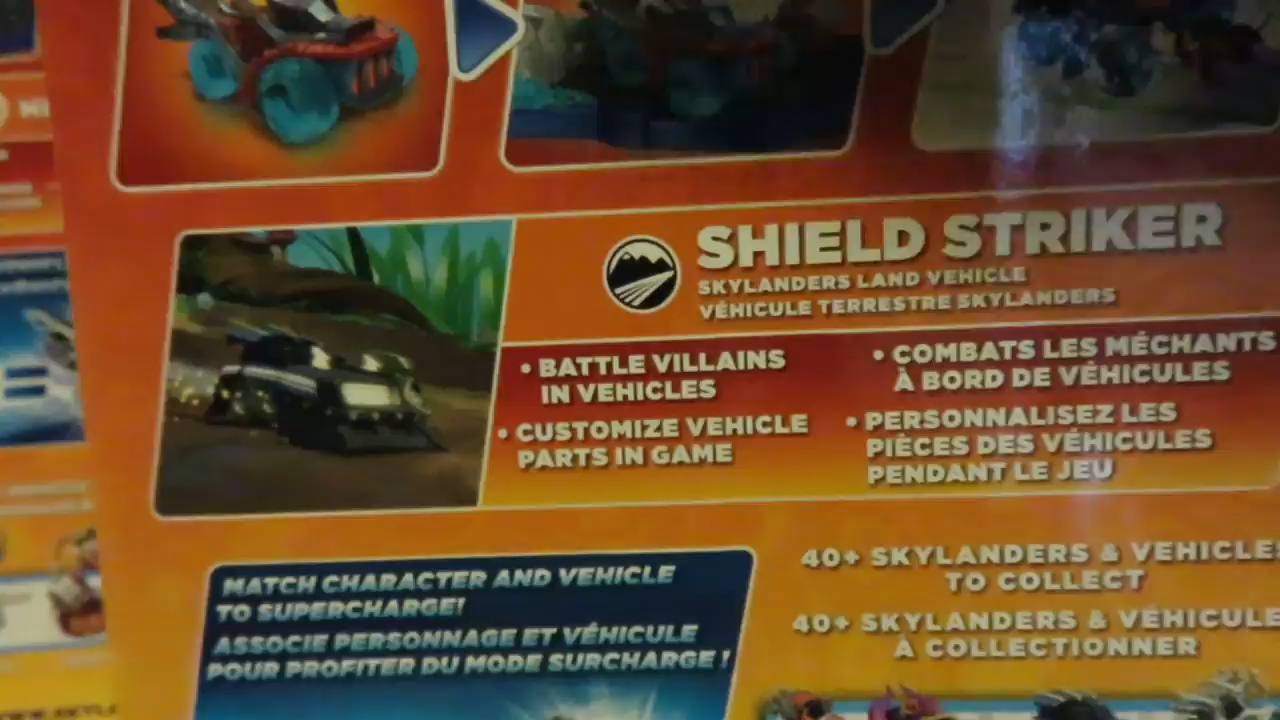 SHIELD STRIKER
SKYLANDERS LAND VEHICLE
VÉHICULE TERRESTRE SKYLANDERS
• BATTLE VILLAINS
IN VEHICLES
• CUSTOMIZE VEHICLE
PARTS IN GAME
• COMBATS LES MÉCHANTS
À BORD DE VÉHICULES
• PERSONNALISEZ LES
PIÈCES DES VÉHICULES
PENDANT LE JEU
MATCH CHARACTER AND VEHICLE
TO SUPERCHARGE!
ASSOCIE PERSONNAGE ET VÉHICULE
POUR PROFITER DU MODE SURCHARGE !
40+ SKYLANDERS & VEHICLES
TO COLLECT
40+ SKYLANDERS & VÉHICULE
À COLLECTIONNER